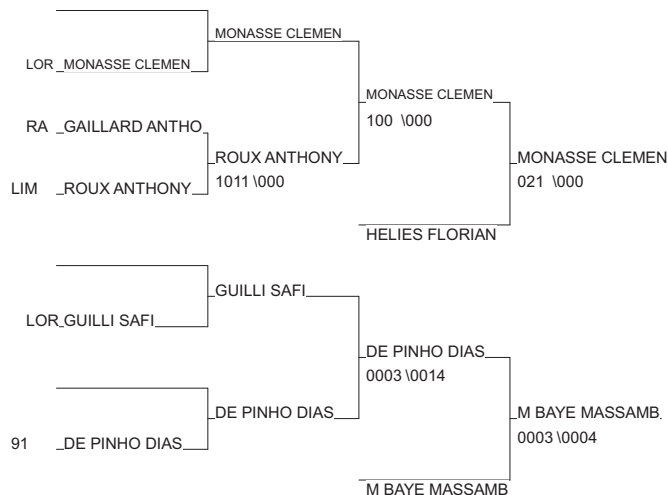 MONASSE CLEMEN
LOR MONASSE CLEMEN
MONASSE CLEMEN
100 \000
RA GAILLARD ANTHO
ROUX ANTHONY
1011 \000
MONASSE CLEMEN
021 \000
LIM ROUX ANTHONY
HELIES FLORIAN
GUILLI SAFI
LOR GUILLI SAFI
DE PINHO DIAS
0003 \0014
DE PINHO DIAS
M BAYE MASSAMB
0003 \0004
91 DE PINHO DIAS
M BAYE MASSAMB